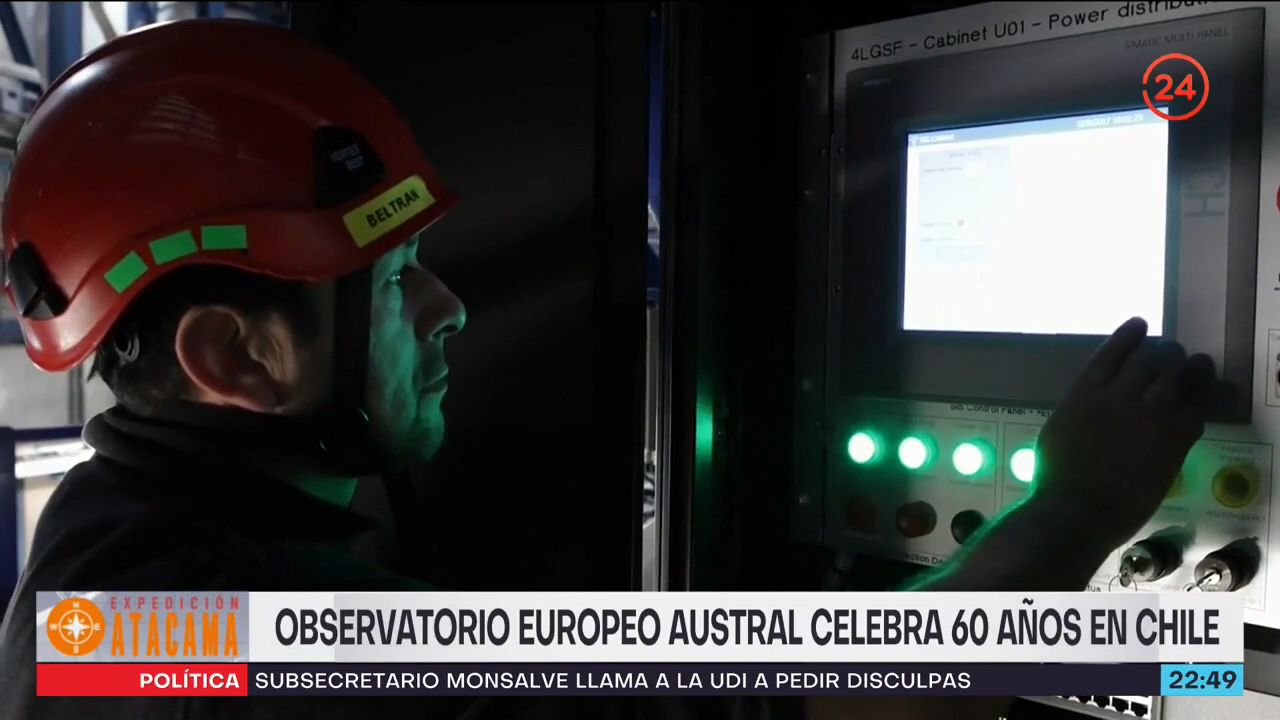 4LGSF - Cabinet U01 - Power distribution
SIMATIC MULTI PANEL
24
BELTRAN
EXPEDICIÓN
ATACAMA
OBSERVATORIO EUROPEO AUSTRAL CELEBRA 60 AÑOS EN CHILE
POLÍTICA SUBSECRETARIO MONSALVE LLAMA A LA UDI A PEDIR DISCULPAS
22:49